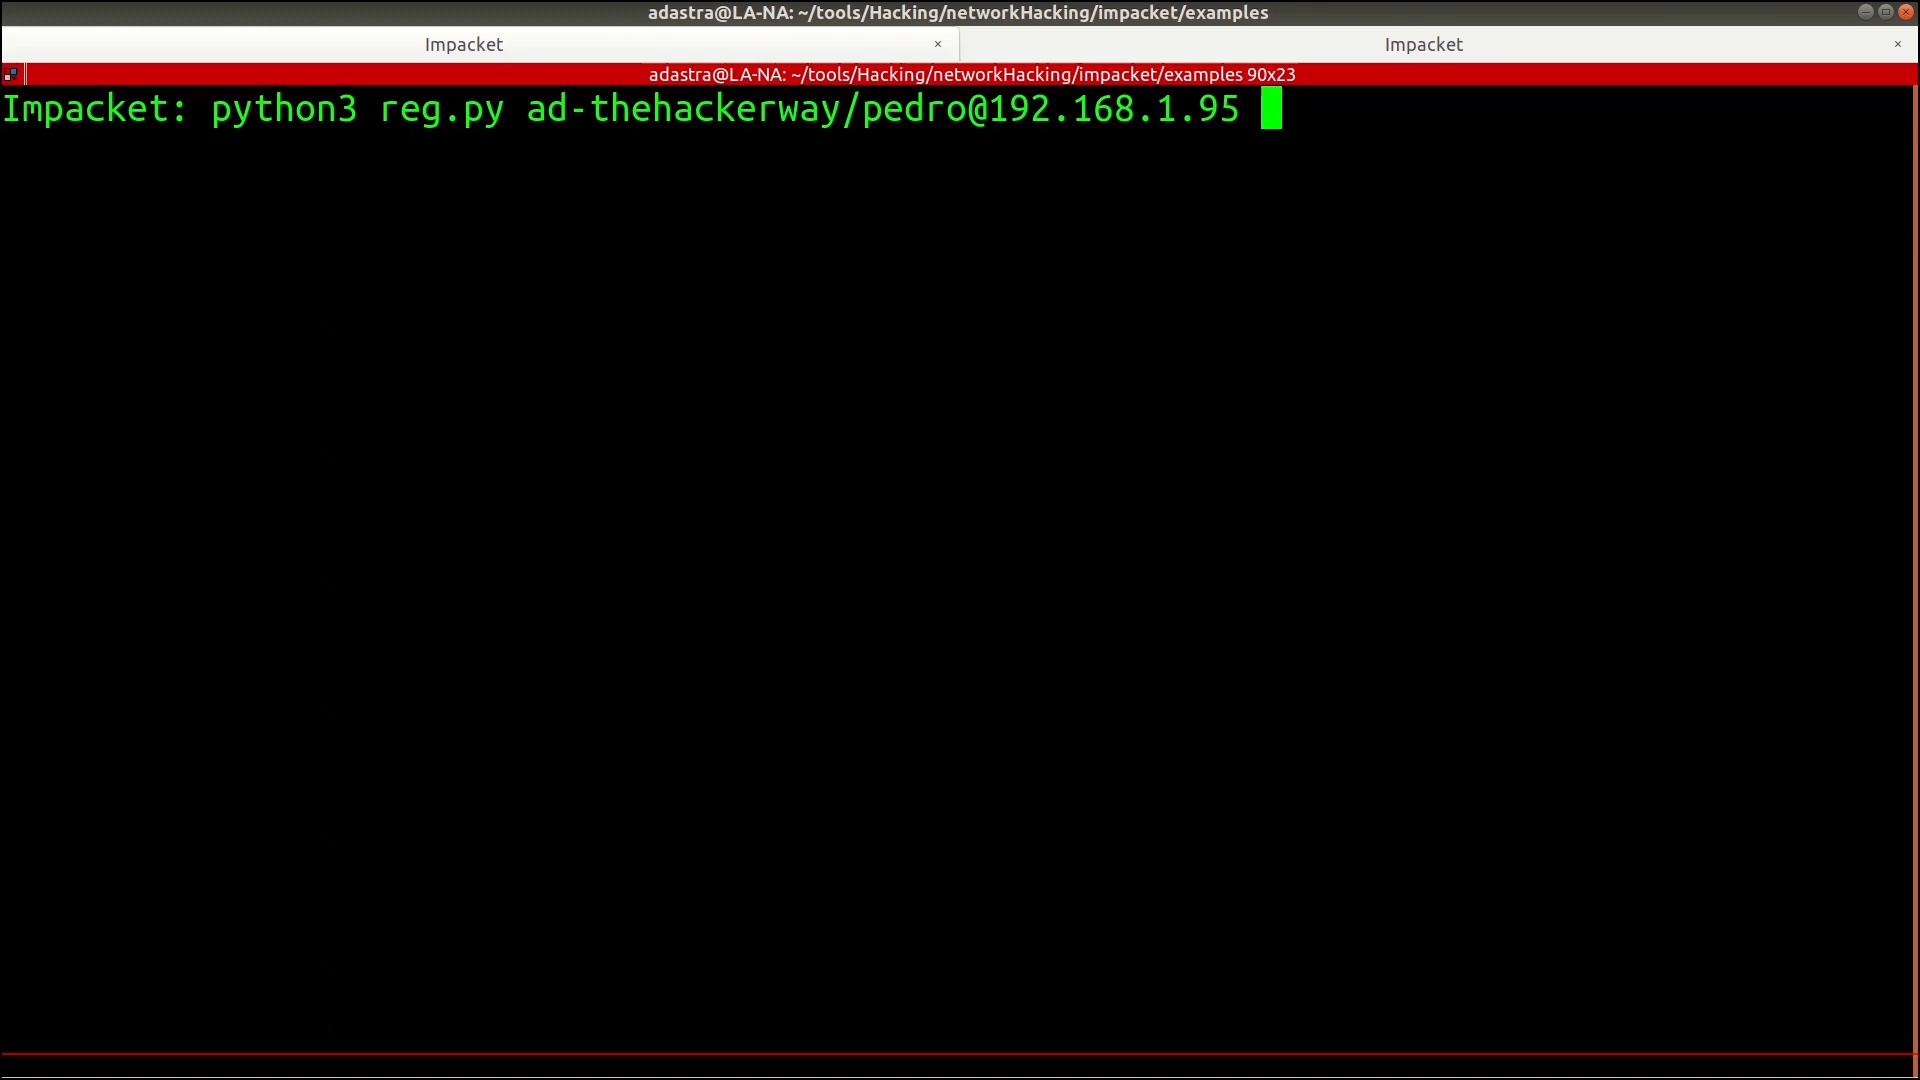 adastra@LA-NA: ~/tools/Hacking/networkHacking/impacket/examples
Impacket × Impacket ×
adastra@LA-NA: ~/tools/Hacking/networkHacking/impacket/examples 90x23
Impacket: python3 reg.py ad-thehackerway/pedro@192.168.1.95